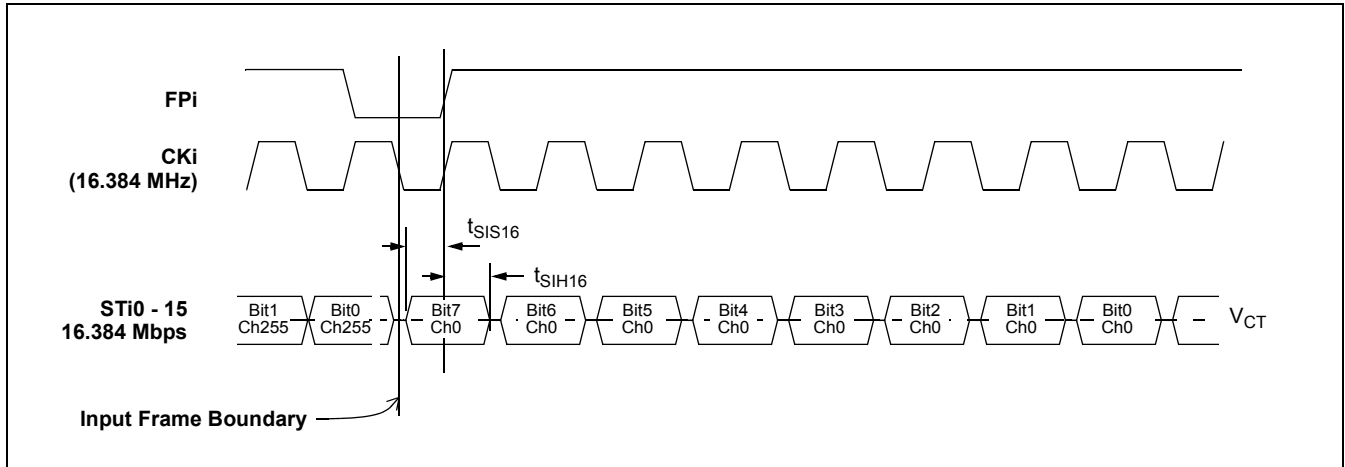 FPi
CKi
(16.384 MHz)
tSIS16
tSIH16
STi0 - 15
16.384 Mbps
Bit1
Ch255
Bit0
Ch255
Bit7
Ch0
Bit6
Ch0
Bit5
Ch0
Bit4
Ch0
Bit3
Ch0
Bit2
Ch0
Bit1
Ch0
Bit0
Ch0
VCT
Input Frame Boundary